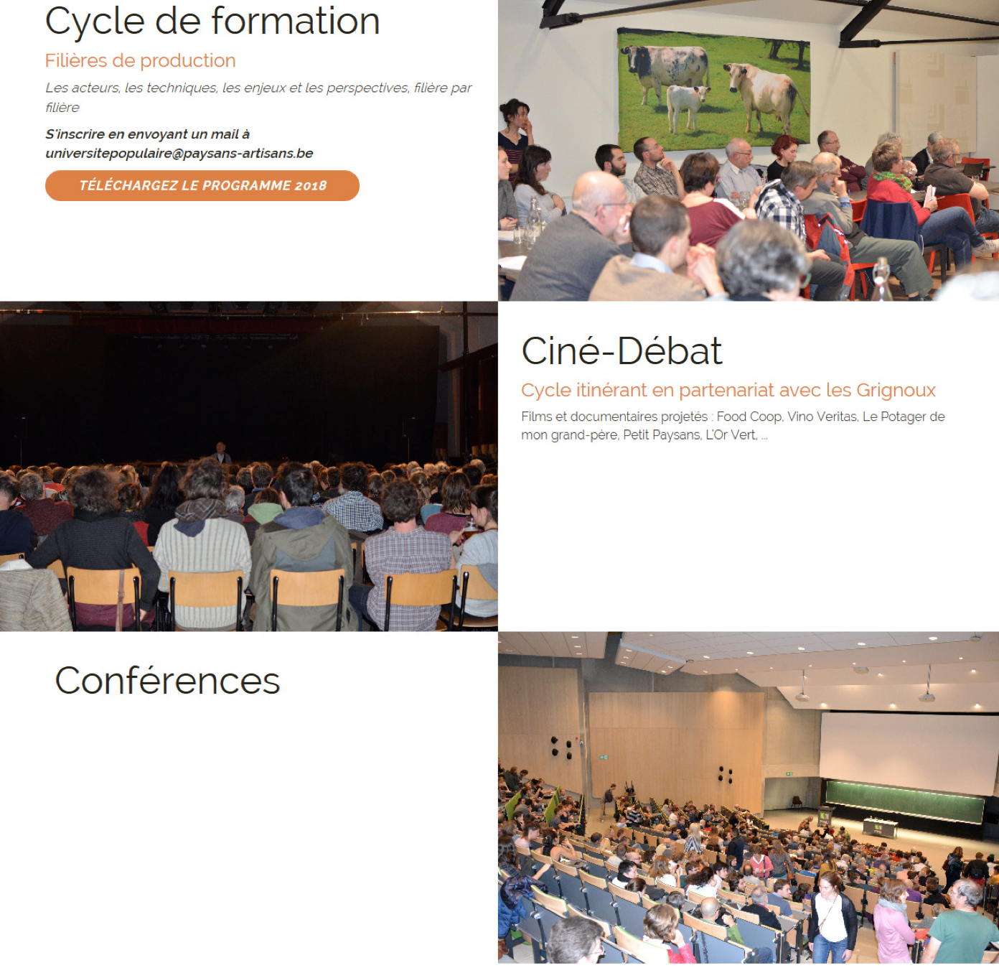 Cycle de formation
Filières de production
Les acteurs, les techniques, les enjeux et les perspectives, filière par
filière
S'inscrire en envoyant un mail à
universitepopulaire@paysans-artisans.be
TÉLÉCHARGEZ LE PROGRAMME 2018
Ciné-Débat
Cycle itinérant en partenariat avec les Grignoux
Films et documentaires projetés : Food Coop, Vino Veritas, Le Potager de
mon grand-père, Petit Paysans, L'Or Vert, ...
Conférences